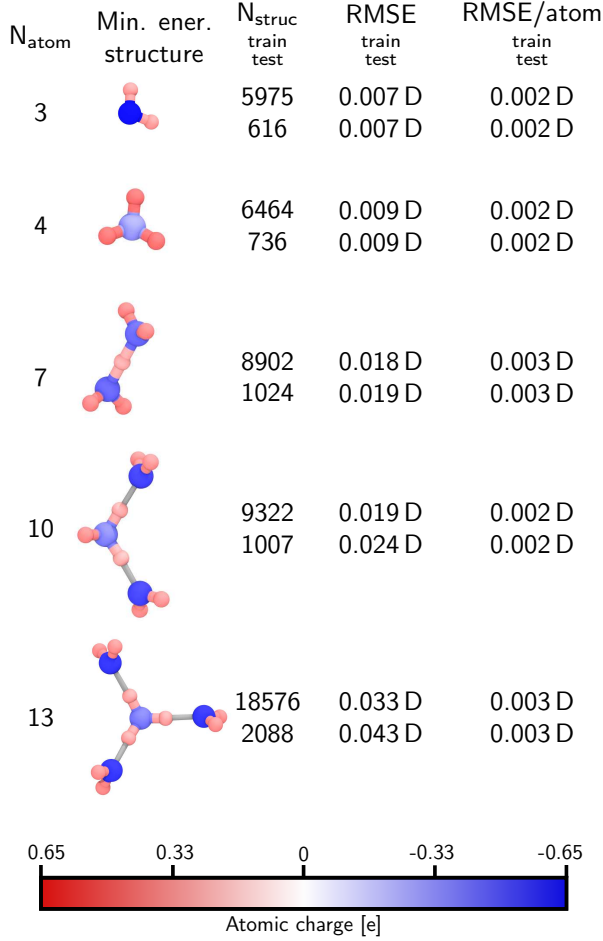 N_atom Min. ener. structure N_struc train test RMSE train test RMSE/atom train test
3 5975 0.007 D 0.002 D
616 0.007 D 0.002 D
4 6464 0.009 D 0.002 D
736 0.009 D 0.002 D
7 8902 0.018 D 0.003 D
1024 0.019 D 0.003 D
10 9322 0.019 D 0.002 D
1007 0.024 D 0.002 D
13 18576 0.033 D 0.003 D
2088 0.043 D 0.003 D
0.65 0.33 0 -0.33 -0.65
Atomic charge [e]